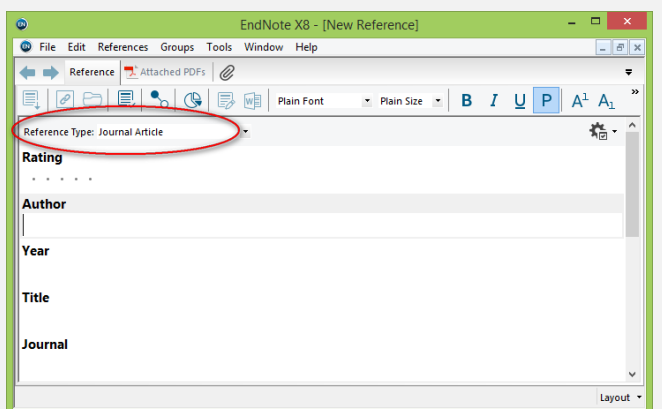 EndNote X8 - [New Reference]
File Edit References Groups Tools Window Help
Reference Attached PDFs
Plain Font Plain Size B I U P A1 A1
Reference Type: Journal Article
Rating
Author
Year
Title
Journal
Layout